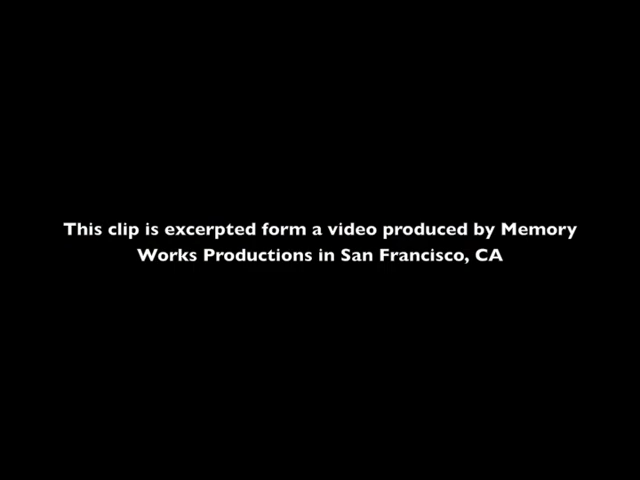 This clip is excerpted form a video produced by Memory
Works Productions in San Francisco, CA